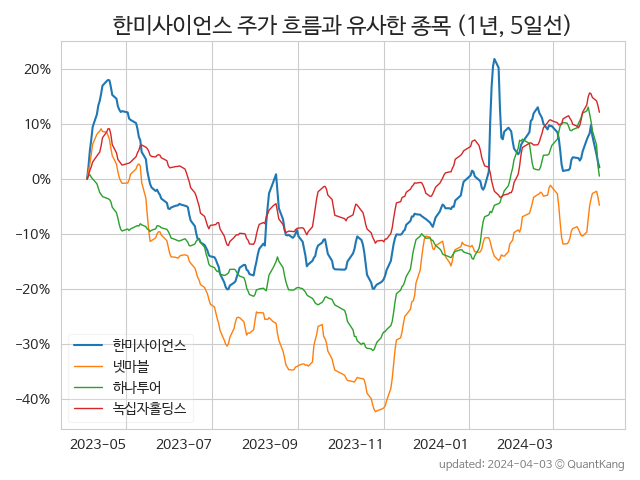 한미사이언스 주가 흐름과 유사한 종목 (1년, 5일선)
20%
10%
0%
-10%
-20%
-30%
-40%
한미사이언스
넷마블
하나투어
녹십자홀딩스
2023-05 2023-07 2023-09 2023-11 2024-01 2024-03
updated: 2024-04-03 © QuantKang